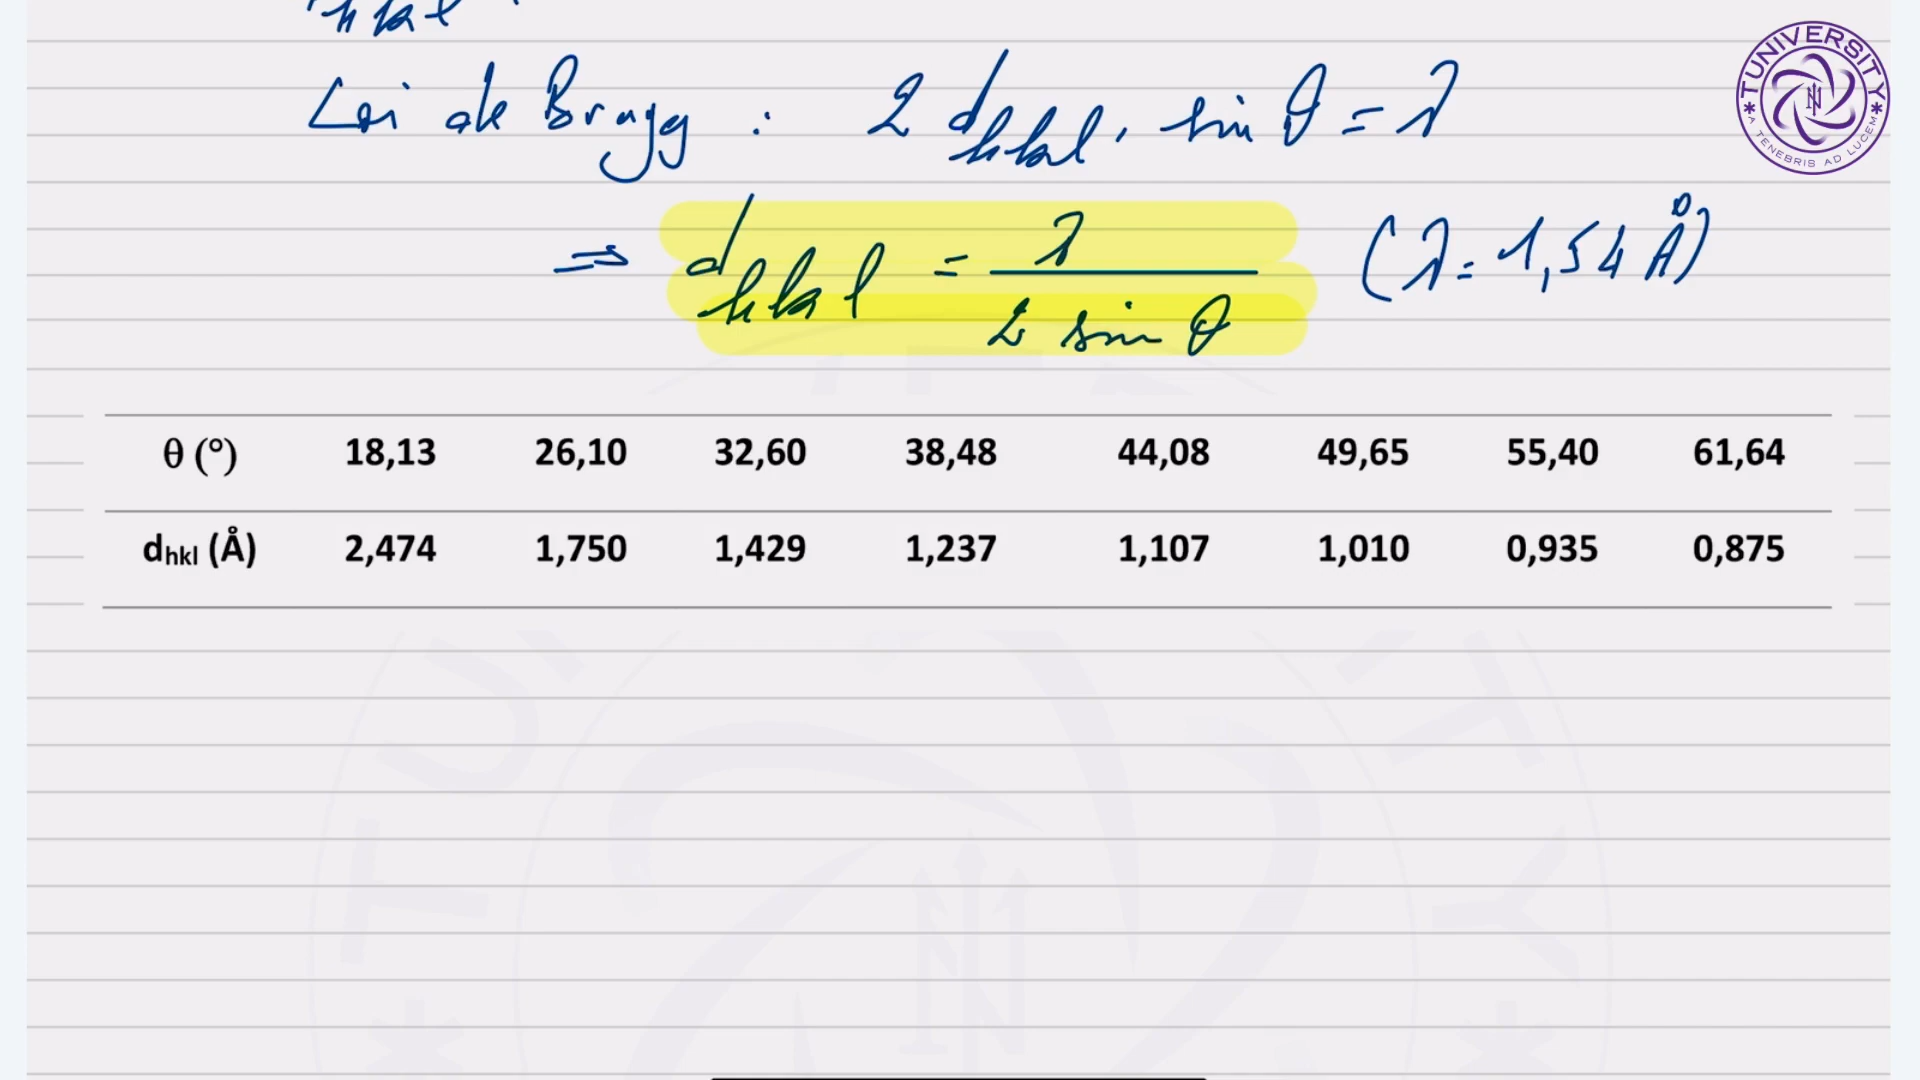 hkl
Loi de Bragg : 2 dhkl . sin θ = λ
⇒ dhkl = λ / 2 sin θ (λ = 1,54 Å)
TUNIVERSITY
* A TENEBRIS AD LUCEM *
θ (°) 18,13 26,10 32,60 38,48 44,08 49,65 55,40 61,64
dhkl (Å) 2,474 1,750 1,429 1,237 1,107 1,010 0,935 0,875